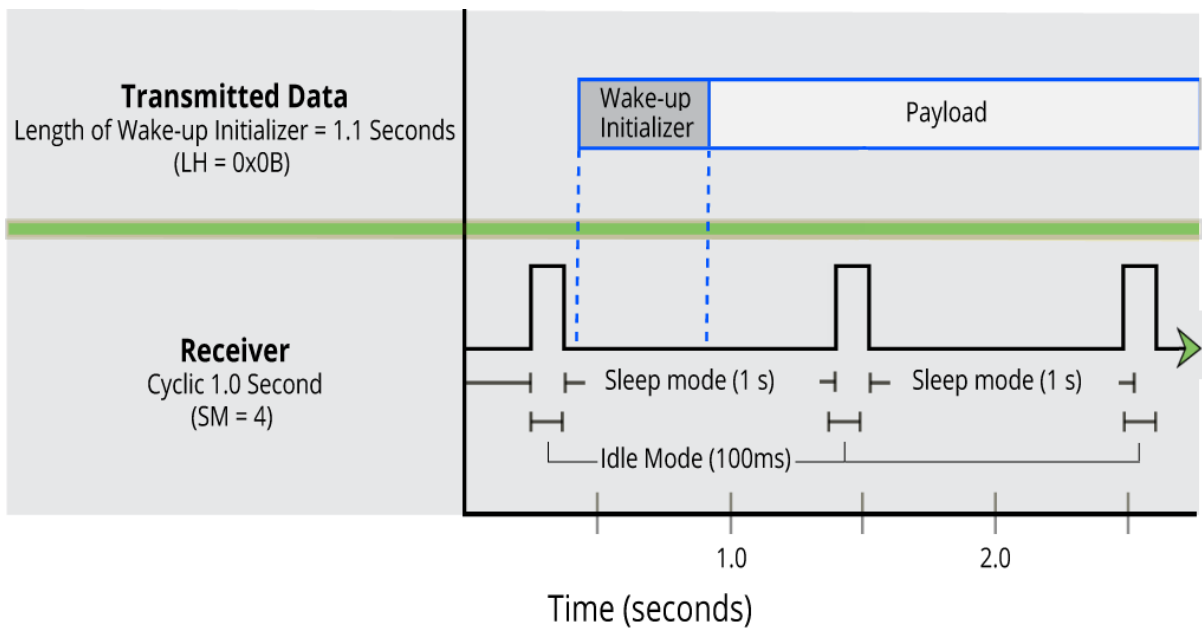 Transmitted Data
Length of Wake-up Initializer = 1.1 Seconds
(LH = 0x0B)
Wake-up
Initializer
Payload
Receiver
Cyclic 1.0 Second
(SM = 4)
Sleep mode (1 s)
Sleep mode (1 s)
Idle Mode (100ms)
1.0
2.0
Time (seconds)